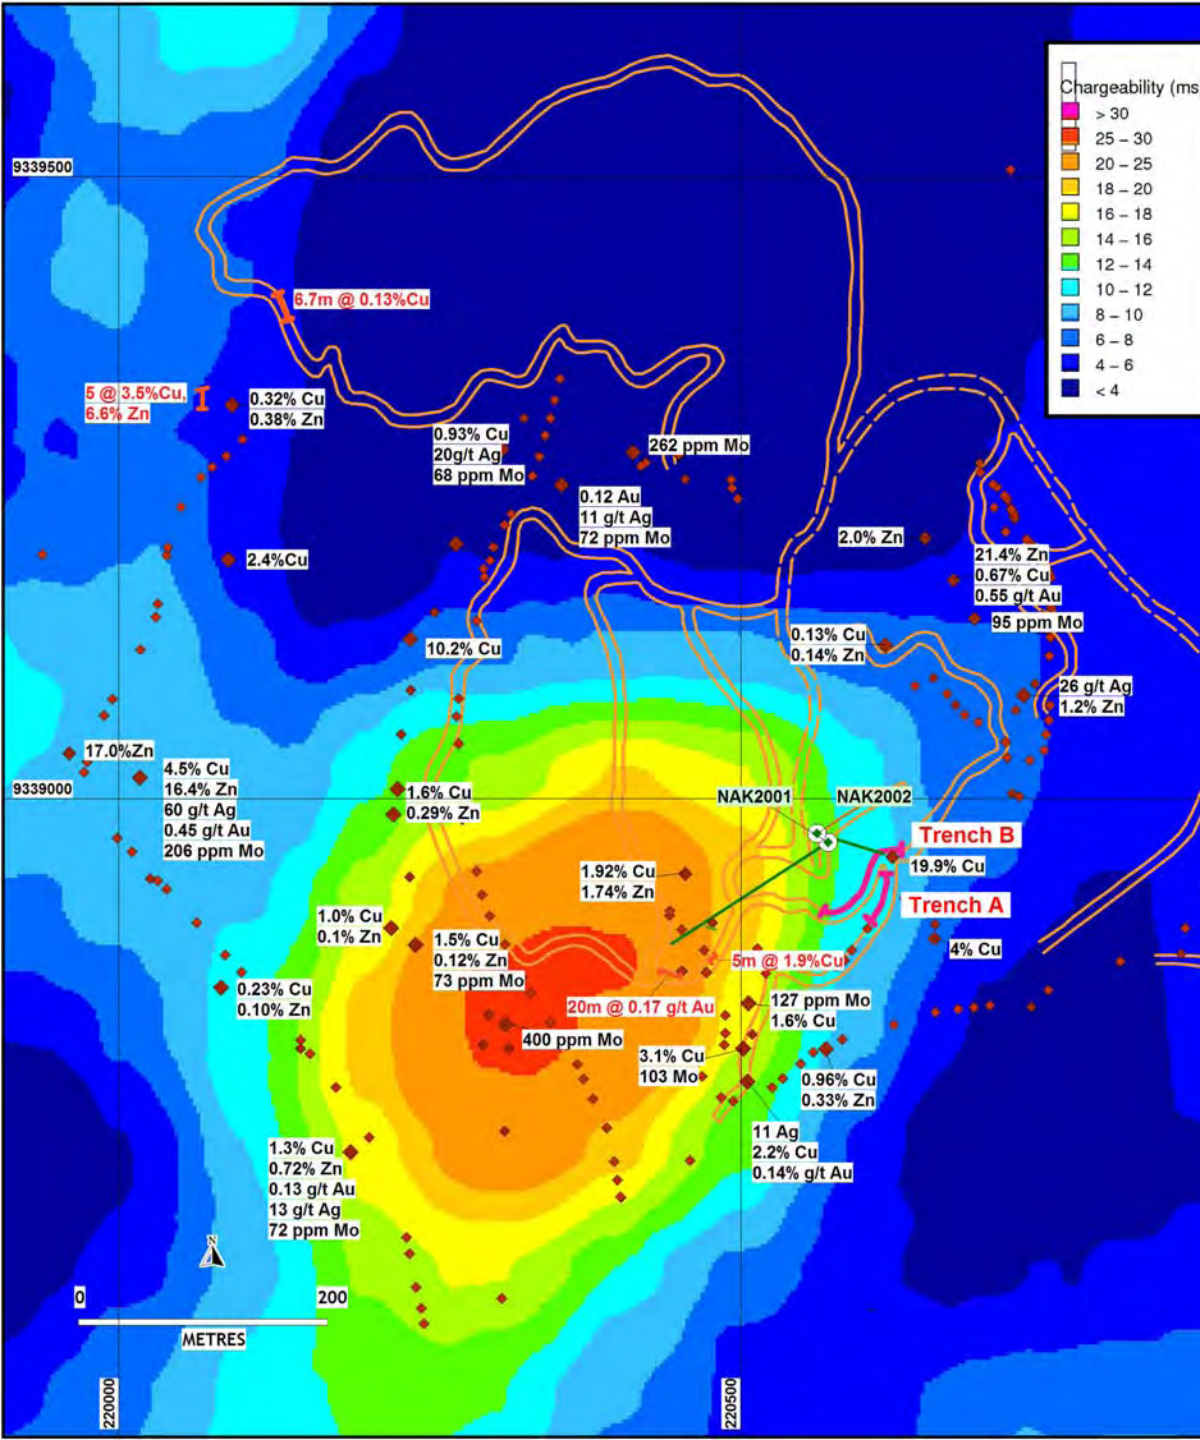 Chargeability (ms
> 30
25 – 30
20 – 25
18 – 20
16 – 18
14 – 16
12 – 14
10 – 12
8 – 10
6 – 8
4 – 6
< 4
9339500
6.7m @ 0.13%Cu
5 @ 3.5%Cu,
6.6% Zn
0.32% Cu
0.38% Zn
0.93% Cu
20g/t Ag
68 ppm Mo
262 ppm Mo
0.12 Au
11 g/t Ag
72 ppm Mo
2.4%Cu
2.0% Zn
21.4% Zn
0.67% Cu
0.55 g/t Au
95 ppm Mo
0.13% Cu
0.14% Zn
10.2% Cu
26 g/t Ag
1.2% Zn
17.0%Zn
4.5% Cu
16.4% Zn
60 g/t Ag
0.45 g/t Au
206 ppm Mo
9339000
1.6% Cu
0.29% Zn
NAK2001
NAK2002
Trench B
19.9% Cu
1.92% Cu
1.74% Zn
Trench A
1.0% Cu
0.1% Zn
1.5% Cu
0.12% Zn
73 ppm Mo
4% Cu
5m @ 1.9%Cu
0.23% Cu
0.10% Zn
20m @ 0.17 g/t Au
127 ppm Mo
1.6% Cu
400 ppm Mo
3.1% Cu
103 Mo
0.96% Cu
0.33% Zn
11 Ag
2.2% Cu
0.14% g/t Au
1.3% Cu
0.72% Zn
0.13 g/t Au
13 g/t Ag
72 ppm Mo
N
0
200
METRES
220000
220500